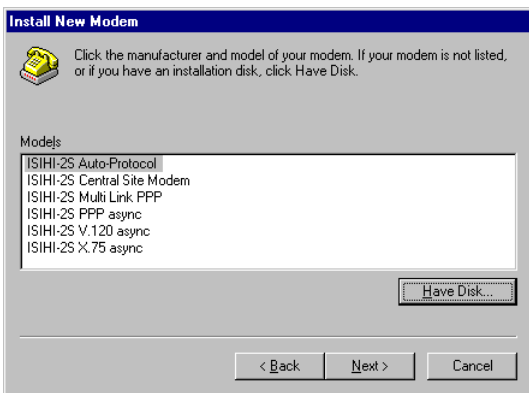 Install New Modem
Click the manufacturer and model of your modem. If your modem is not listed,
or if you have an installation disk, click Have Disk.
Models
ISIHI-2S Auto-Protocol
ISIHI-2S Central Site Modem
ISIHI-2S Multi Link PPP
ISIHI-2S PPP async
ISIHI-2S V.120 async
ISIHI-2S X.75 async
Have Disk...
< Back
Next >
Cancel